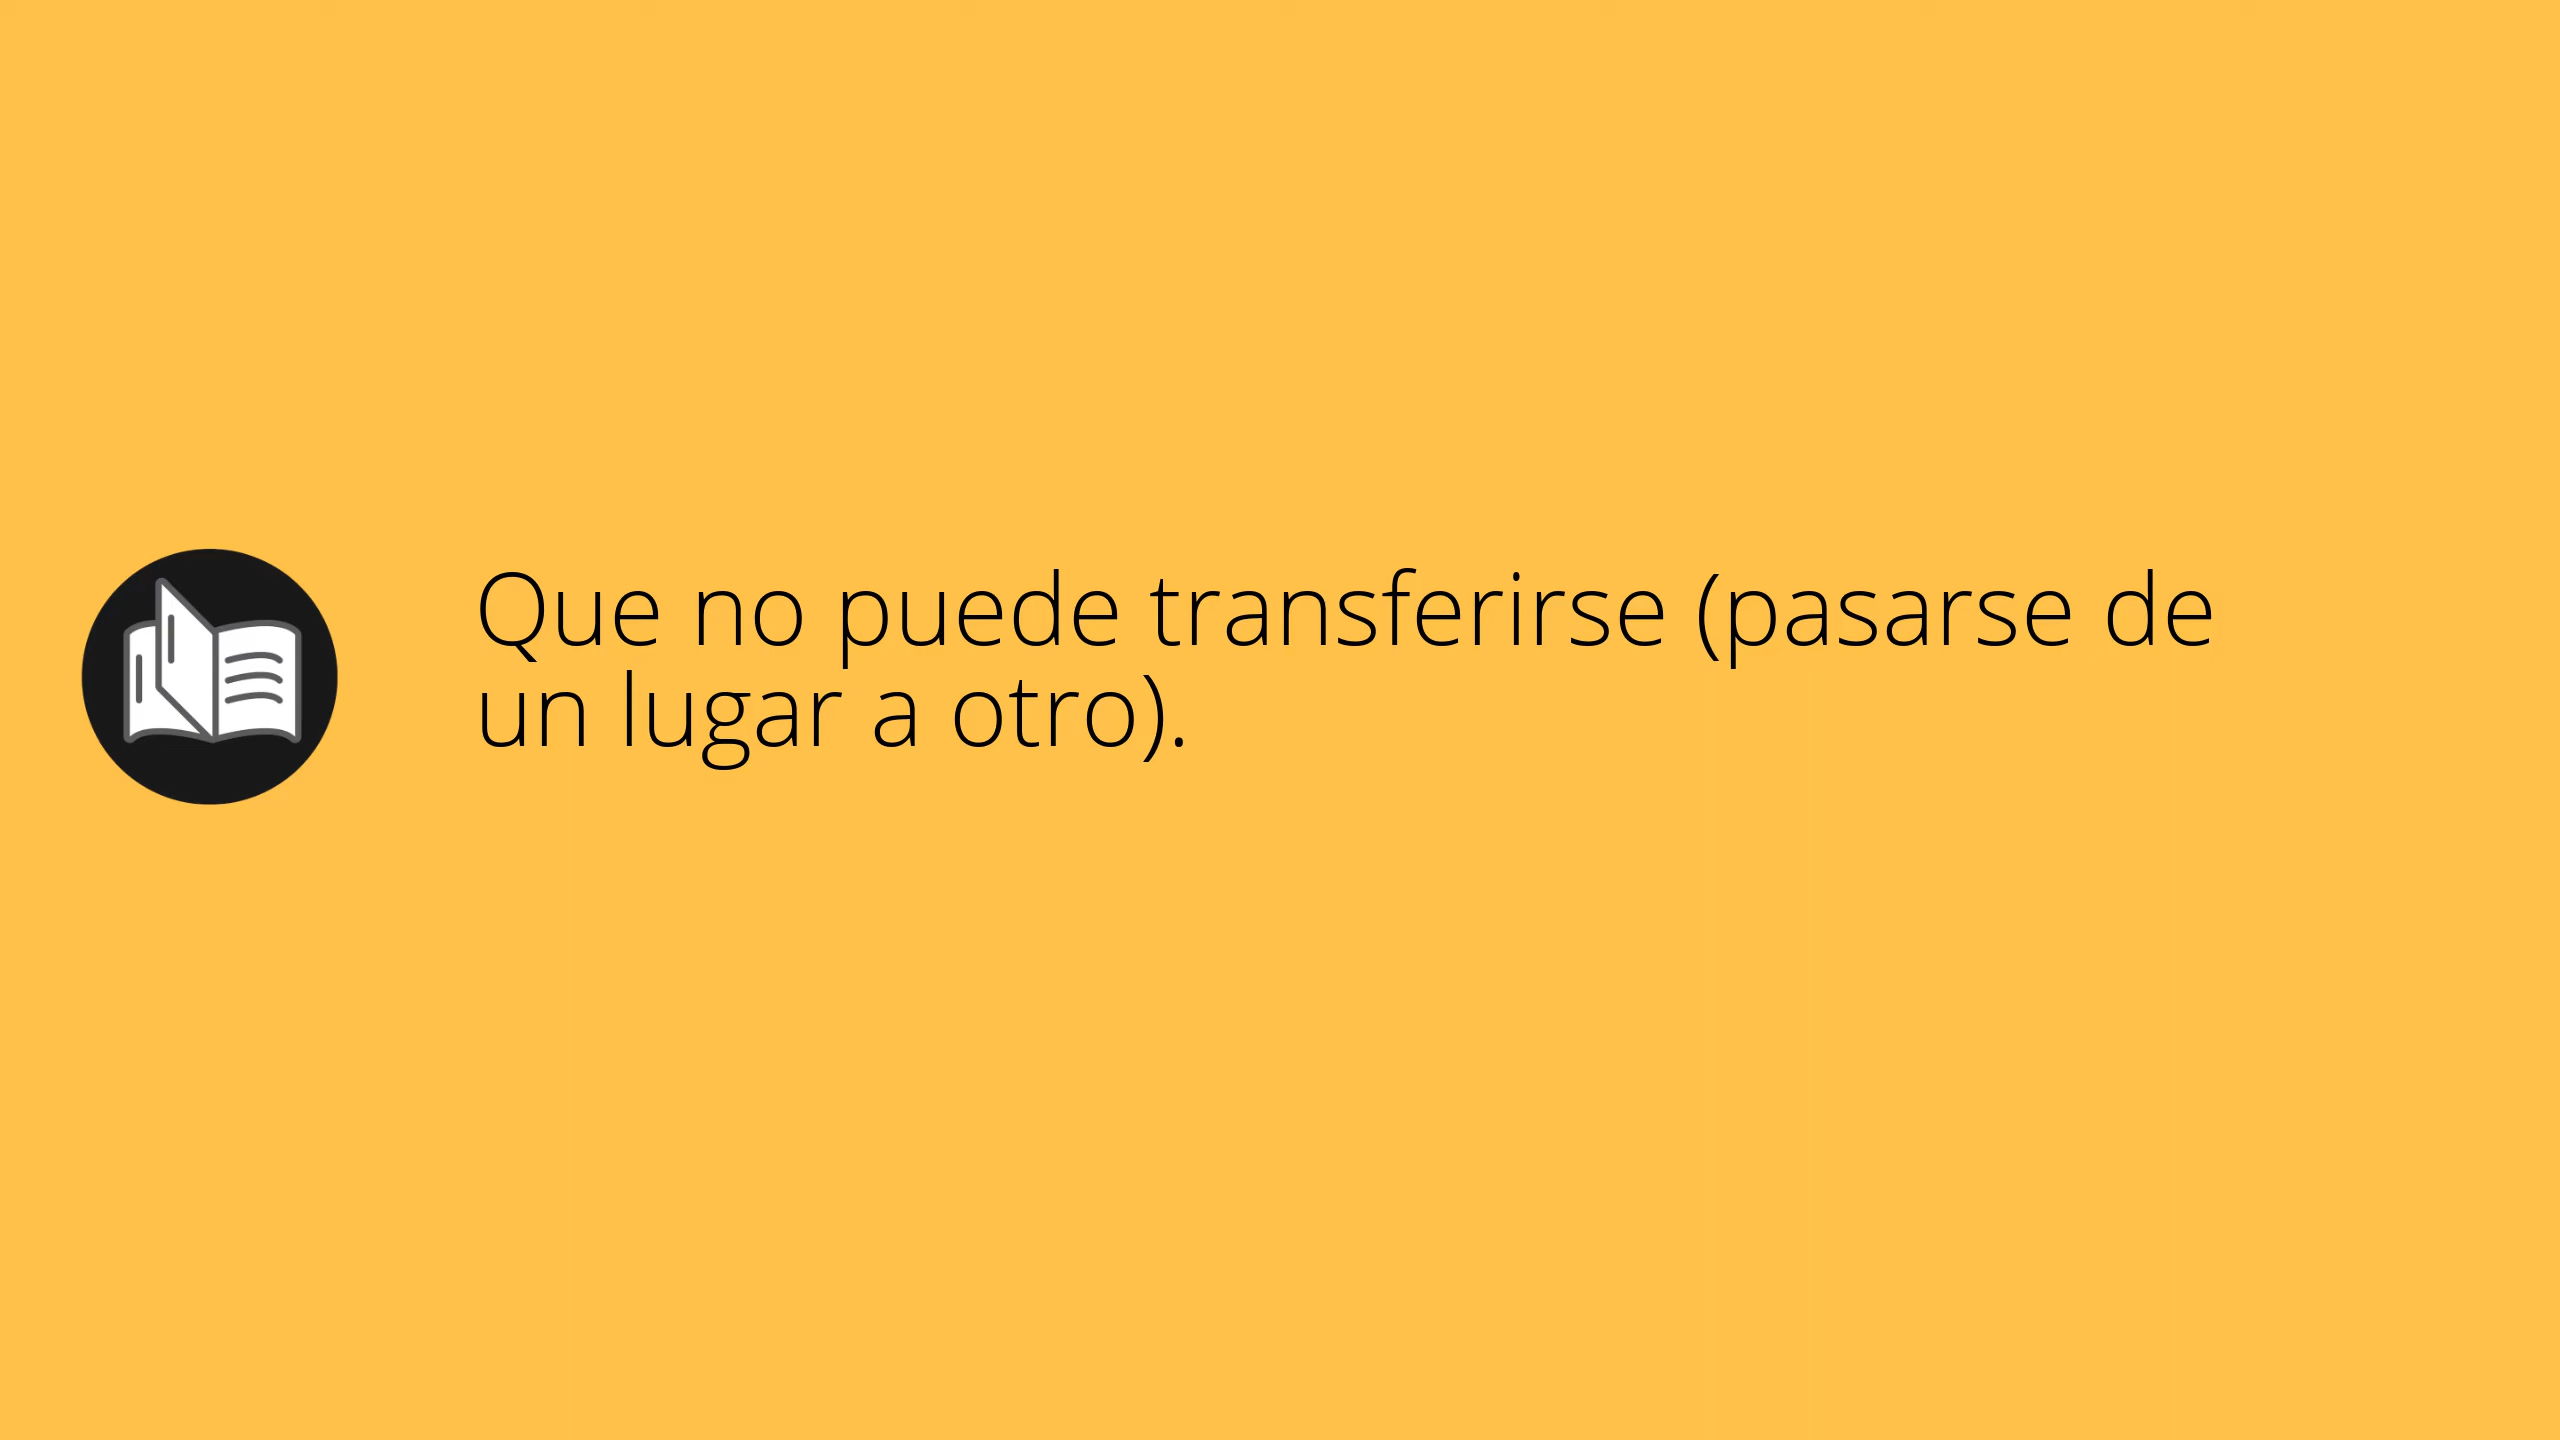 Que no puede transferirse (pasarse de
un lugar a otro).